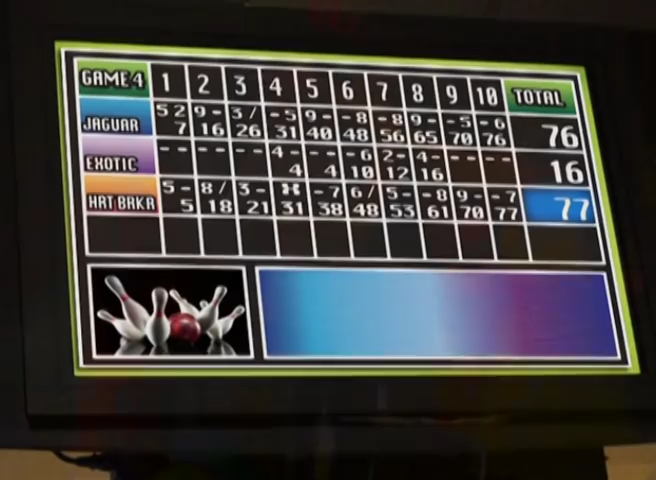 GAME 4 1 2 3 4 5 6 7 8 9 10 TOTAL
JAGUAR 5 2 9 - 3 / - 5 9 - - 8 - 8 9 - - 5 - 6
7 16 26 31 40 48 56 65 70 76 76
EXOTIC - - - - - - 4 - - - - 6 2 - 4 - - - - -
4 4 10 12 16 16
HRT BRKR 5 - 8 / 3 - - 7 6 / 5 - - 8 9 - - 7
5 18 21 31 38 48 53 61 70 77 77